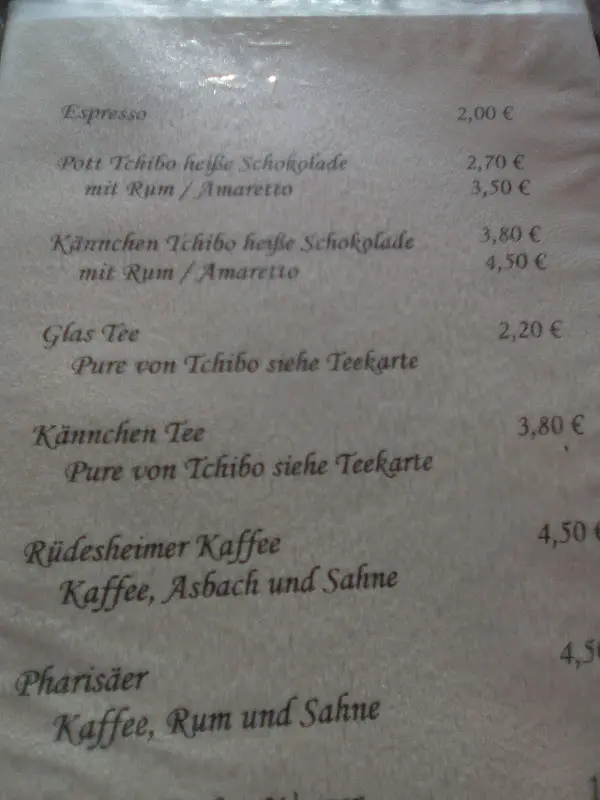 Espresso 2,00 €
Pott Tchibo heiße Schokolade 2,70 €
mit Rum / Amaretto 3,50 €
Kännchen Tchibo heiße Schokolade 3,80 €
mit Rum / Amaretto 4,50 €
Glas Tee 2,20 €
Pure von Tchibo siehe Teekarte
Kännchen Tee 3,80 €
Pure von Tchibo siehe Teekarte
Rüdesheimer Kaffee 4,50 €
Kaffee, Asbach und Sahne
Pharisäer 4,50
Kaffee, Rum und Sahne